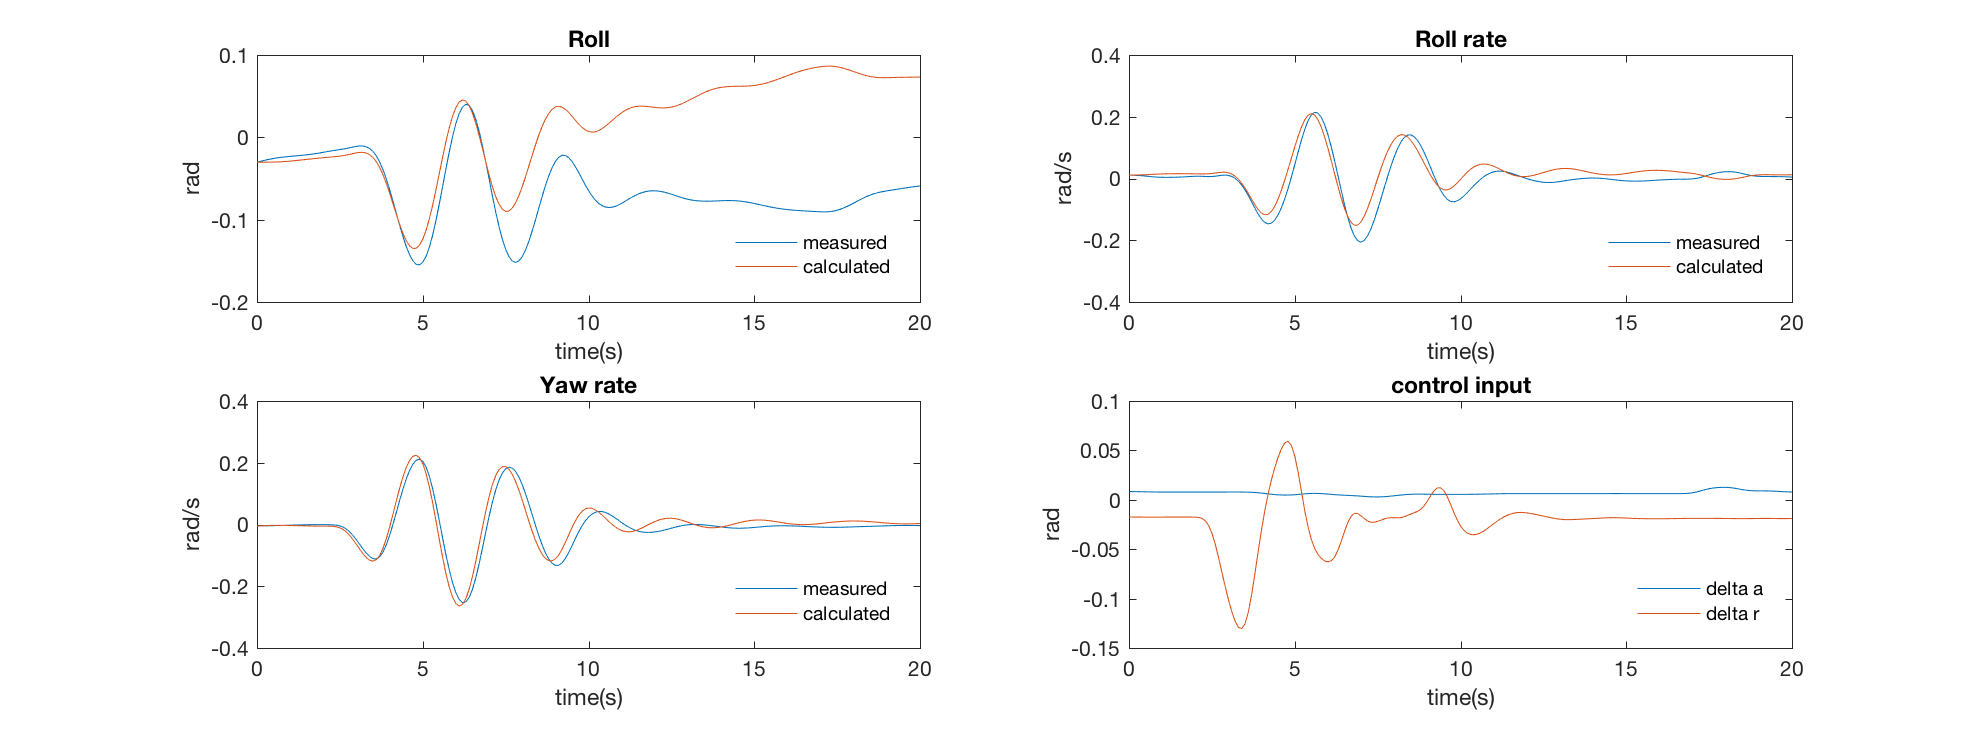 Roll
0.1
0
-0.1
-0.2
rad
measured
calculated
0 5 10 15 20
time(s)
Roll rate
0.4
0.2
0
-0.2
-0.4
rad/s
measured
calculated
0 5 10 15 20
time(s)
Yaw rate
0.4
0.2
0
-0.2
-0.4
rad/s
measured
calculated
0 5 10 15 20
time(s)
control input
0.1
0.05
0
-0.05
-0.1
-0.15
rad
delta a
delta r
0 5 10 15 20
time(s)